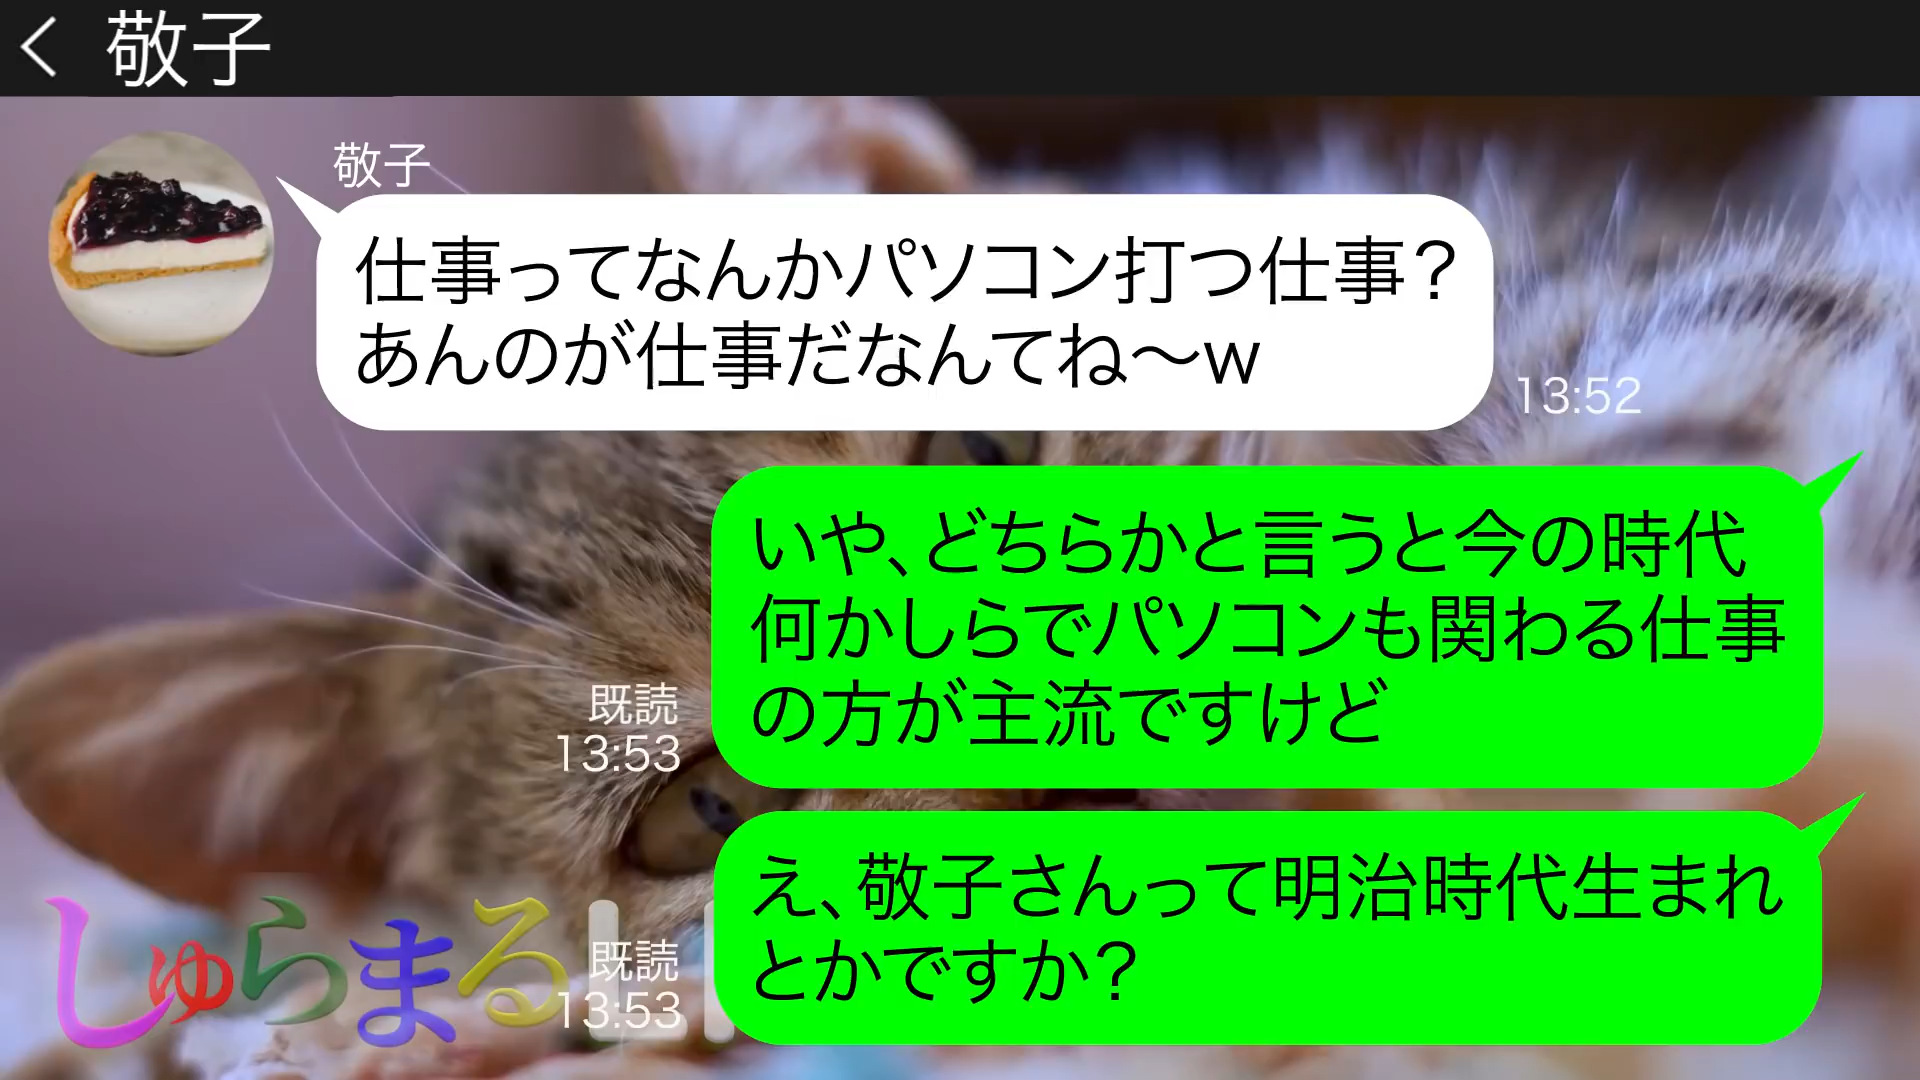 敬子
敬子
仕事ってなんかパソコン打つ仕事？
あんのが仕事だなんてね〜w
13:52
いや、どちらかと言うと今の時代
何かしらでパソコンも関わる仕事
の方が主流ですけど
既読
13:53
え、敬子さんって明治時代生まれ
とかですか？
既読
13:53
しゅらまる